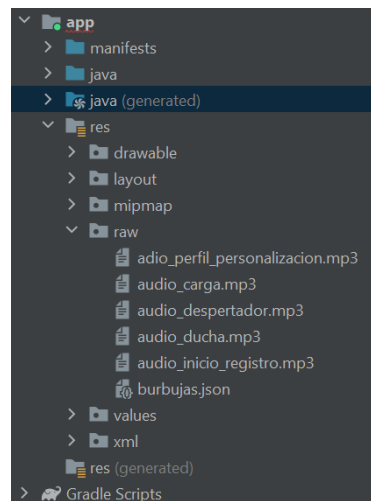 app
manifests
java
java (generated)
res
drawable
layout
mipmap
raw
adio_perfil_personalizacion.mp3
audio_carga.mp3
audio_despertador.mp3
audio_ducha.mp3
audio_inicio_registro.mp3
burbujas.json
values
xml
res (generated)
Gradle Scripts